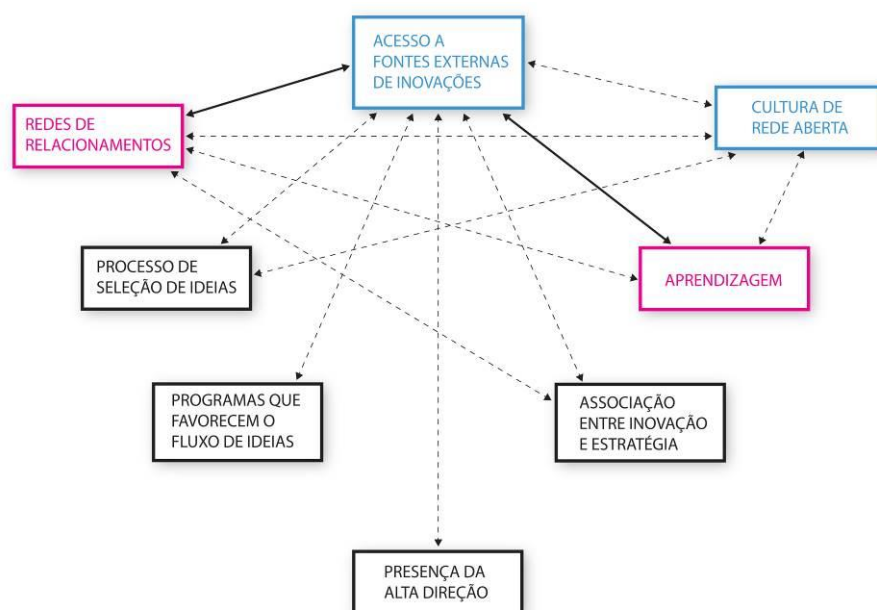 ACESSO A
FONTES EXTERNAS
DE INOVAÇÕES
REDES DE
RELACIONAMENTOS
CULTURA DE
REDE ABERTA
PROCESSO DE
SELEÇÃO DE IDEIAS
APRENDIZAGEM
PROGRAMAS QUE
FAVORECEM O
FLUXO DE IDEIAS
ASSOCIAÇÃO
ENTRE INOVAÇÃO
E ESTRATÉGIA
PRESENÇA DA
ALTA DIREÇÃO